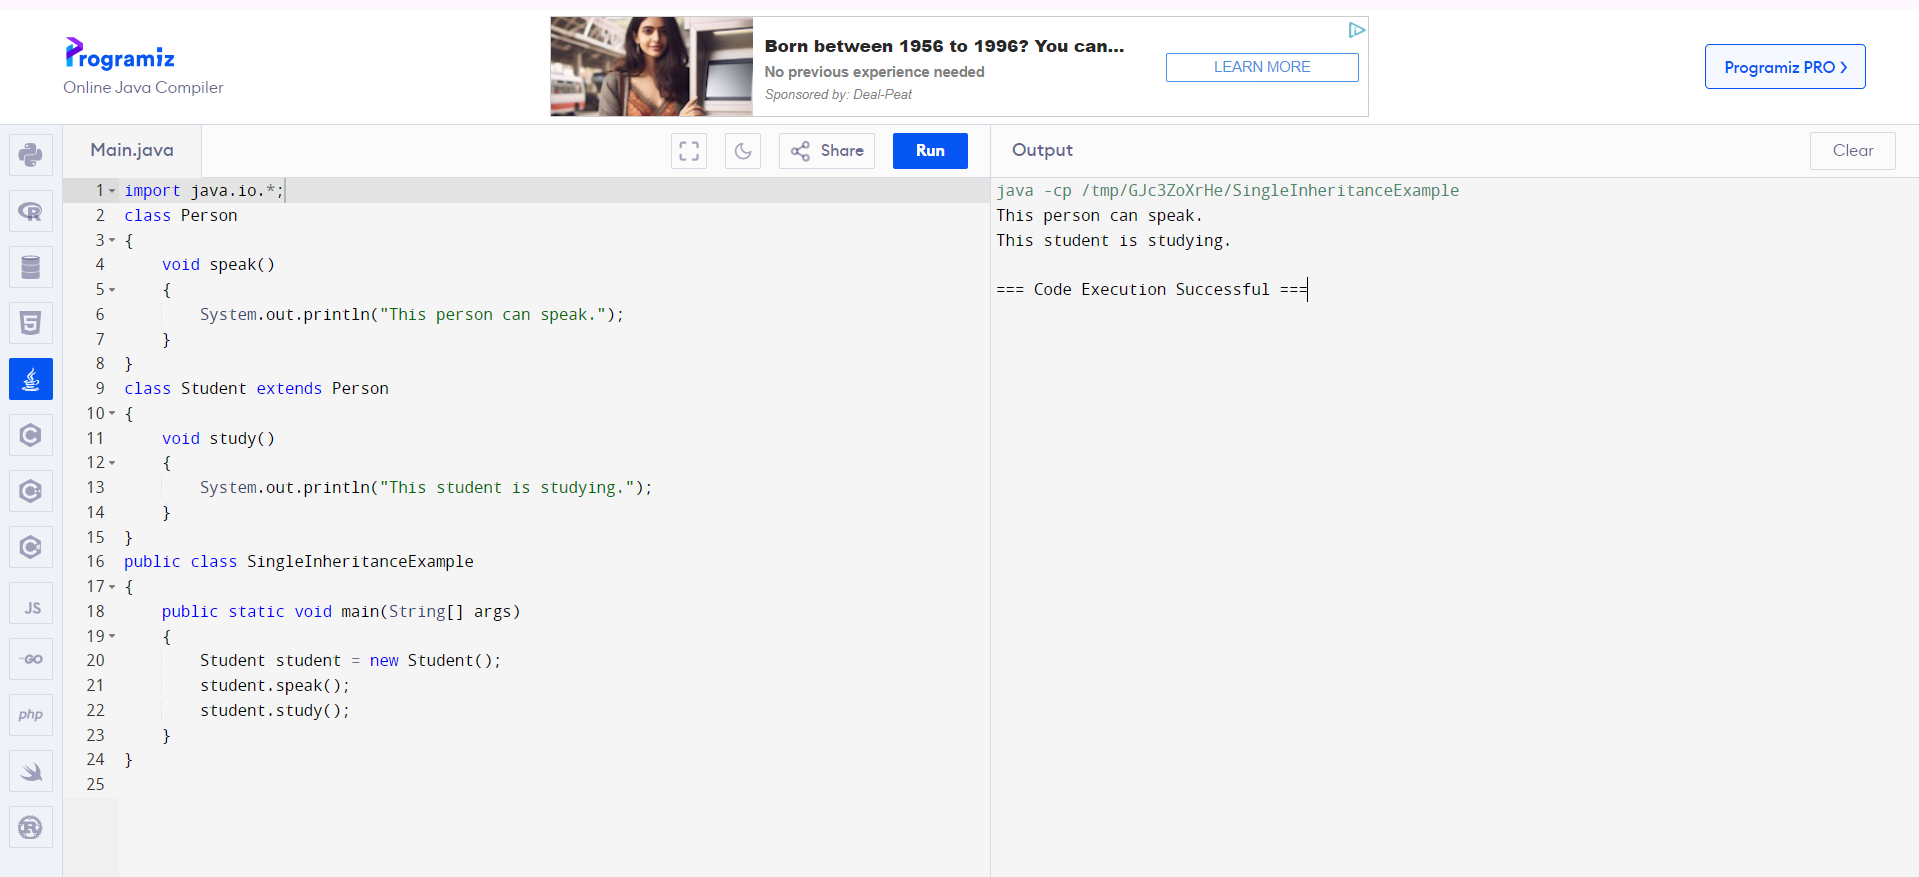 Programiz
Online Java Compiler
Born between 1956 to 1996? You can...
No previous experience needed
Sponsored by: Deal-Peat
LEARN MORE
Programiz PRO >
Main.java
Share
Run
Output
Clear
1 import java.io.*;
2 class Person
3 {
4     void speak()
5     {
6         System.out.println("This person can speak.");
7     }
8 }
9 class Student extends Person
10 {
11     void study()
12     {
13         System.out.println("This student is studying.");
14     }
15 }
16 public class SingleInheritanceExample
17 {
18     public static void main(String[] args)
19     {
20         Student student = new Student();
21         student.speak();
22         student.study();
23     }
24 }
25
java -cp /tmp/GJc3ZoXrHe/SingleInheritanceExample
This person can speak.
This student is studying.
=== Code Execution Successful ===
R
5
C
C
C
JS
GO
php
R